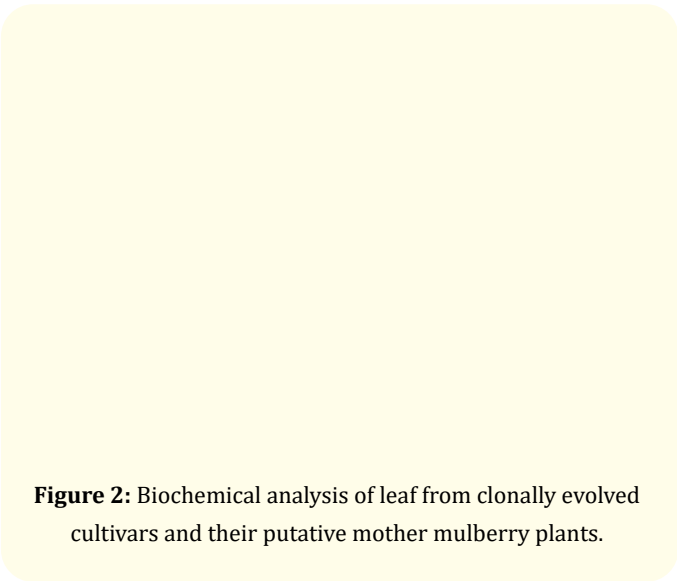 Figure 2: Biochemical analysis of leaf from clonally evolved
cultivars and their putative mother mulberry plants.